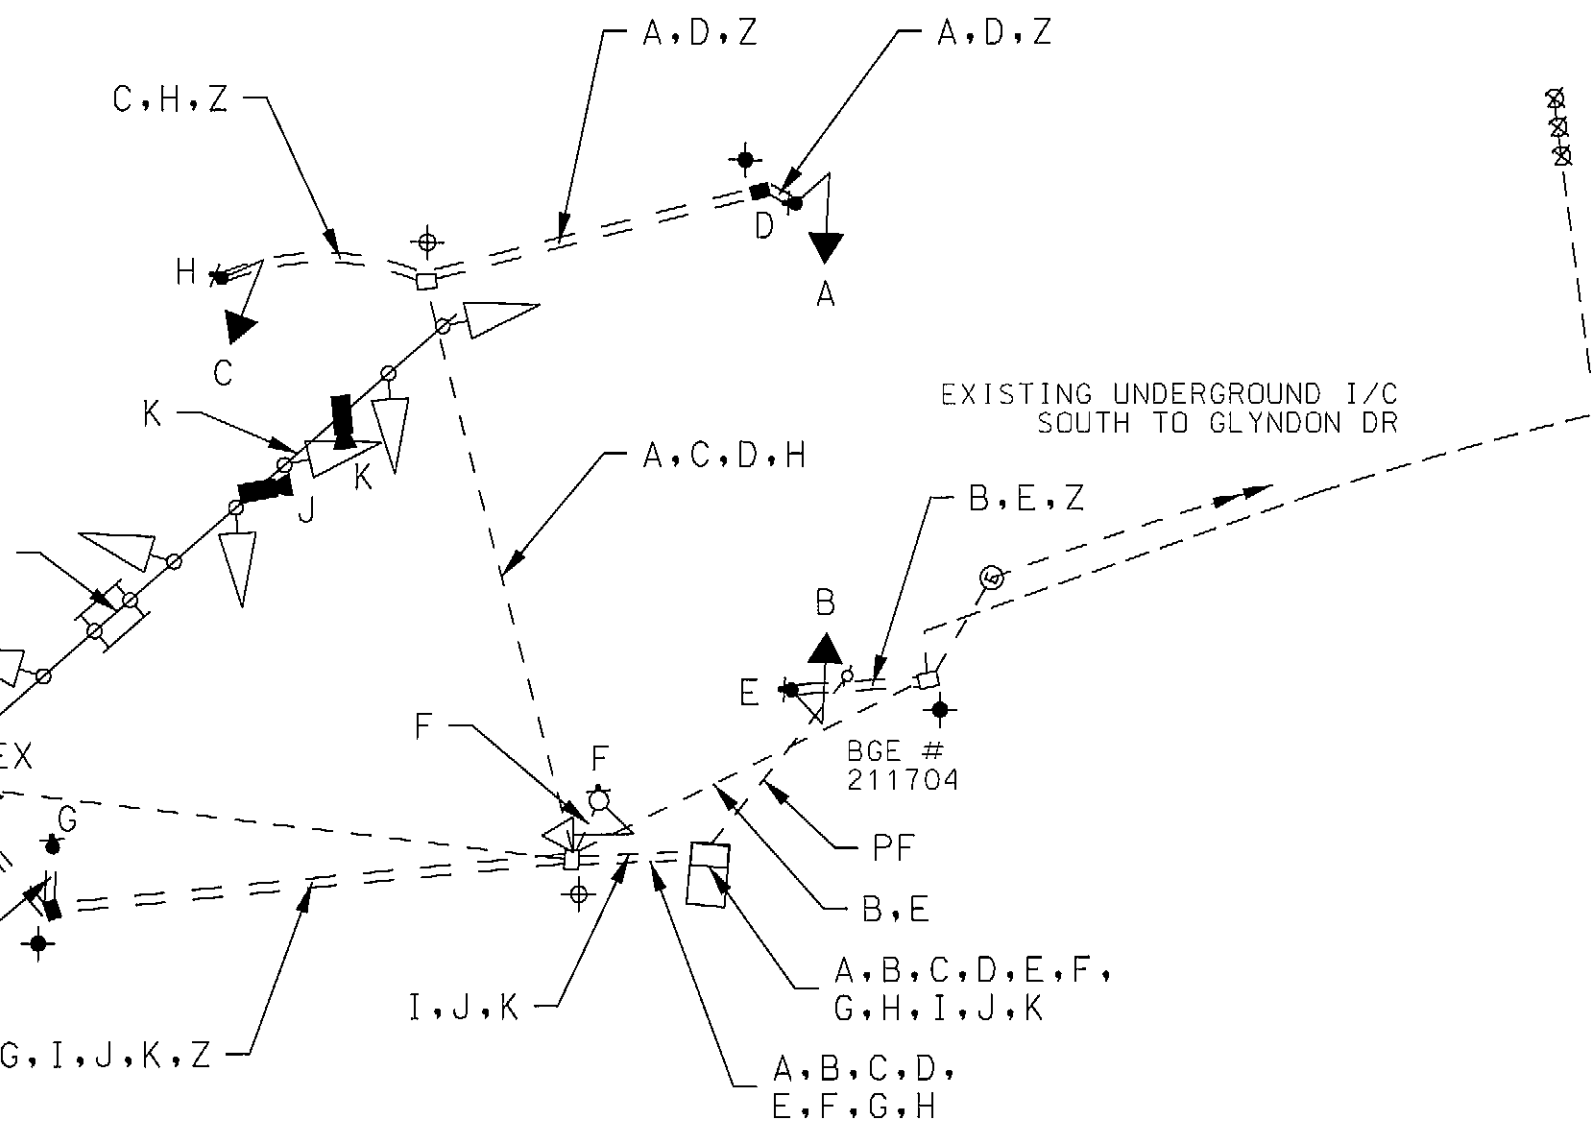 A,D,Z
A,D,Z
C,H,Z
D
H
A
C
K
EXISTING UNDERGROUND I/C
SOUTH TO GLYNDON DR
A,C,D,H
K
B,E,Z
J
B
E
F
EX
F
BGE #
211704
G
PF
B,E
A,B,C,D,E,F,
G,H,I,J,K
I,J,K
G,I,J,K,Z
A,B,C,D,
E,F,G,H